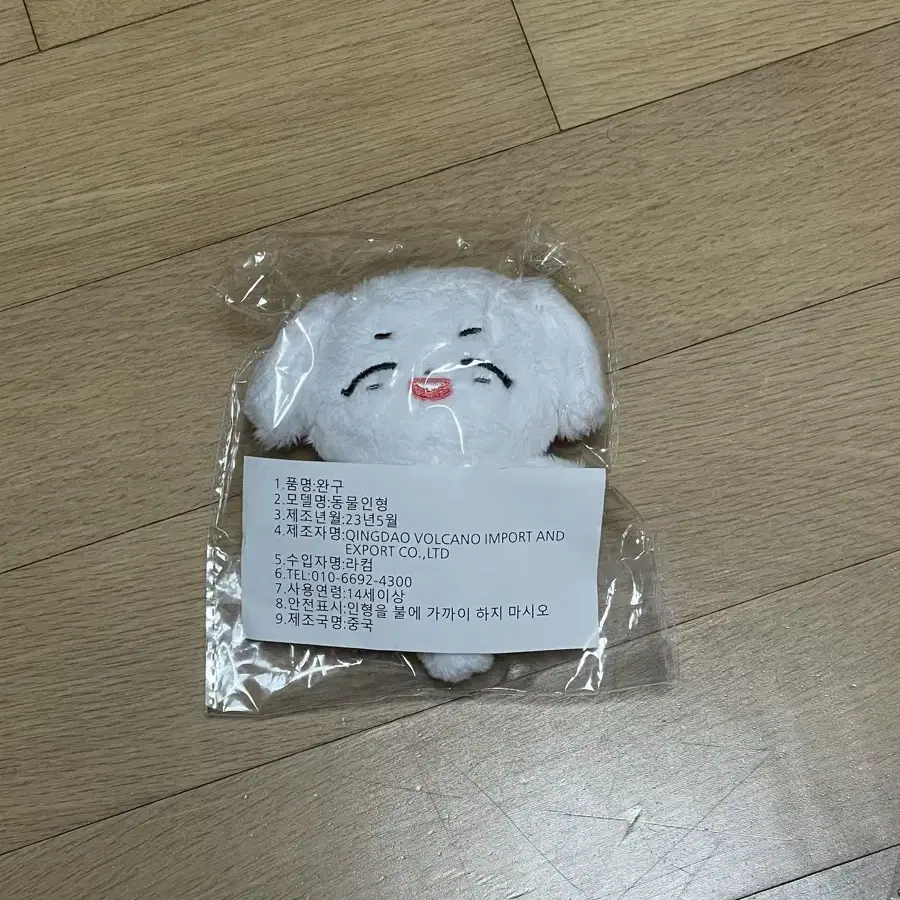 1.품명:완구
2.모델명:동물인형
3.제조년월:23년5월
4.제조자명:QINGDAO VOLCANO IMPORT AND
EXPORT CO.,LTD
5.수입자명:라컴
6.TEL:010-6692-4300
7.사용연령:14세이상
8.안전표시:인형을 불에 가까이 하지 마시오
9.제조국명:중국